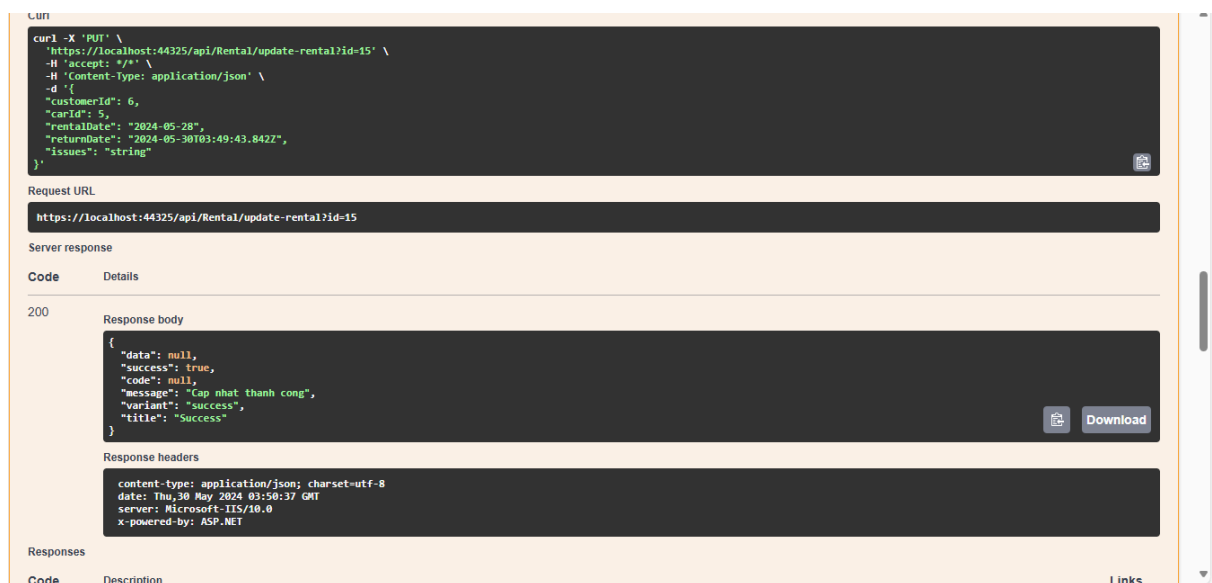 Curl
curl -X 'PUT' \
'https://localhost:44325/api/Rental/update-rental?id=15' \
-H 'accept: */*' \
-H 'Content-Type: application/json' \
-d '{
"customerId": 6,
"carId": 5,
"rentalDate": "2024-05-28",
"returnDate": "2024-05-30T03:49:43.842Z",
"issues": "string"
}'
Request URL
https://localhost:44325/api/Rental/update-rental?id=15
Server response
Code Details
200
Response body
{
"data": null,
"success": true,
"code": null,
"message": "Cap nhat thanh cong",
"variant": "success",
"title": "Success"
}
Download
Response headers
content-type: application/json; charset=utf-8
date: Thu,30 May 2024 03:50:37 GMT
server: Microsoft-IIS/10.0
x-powered-by: ASP.NET
Responses
Code Description Links